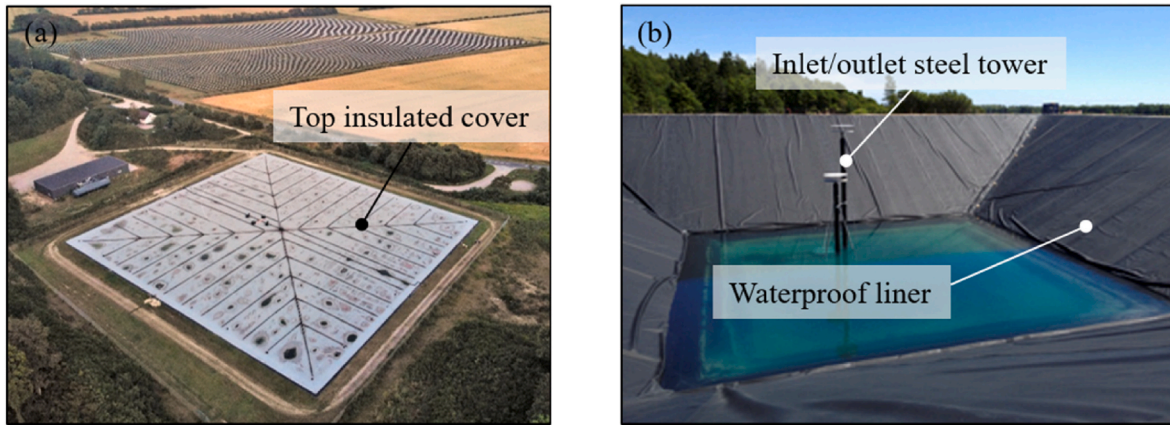 (a)
Top insulated cover
(b)
Inlet/outlet steel tower
Waterproof liner